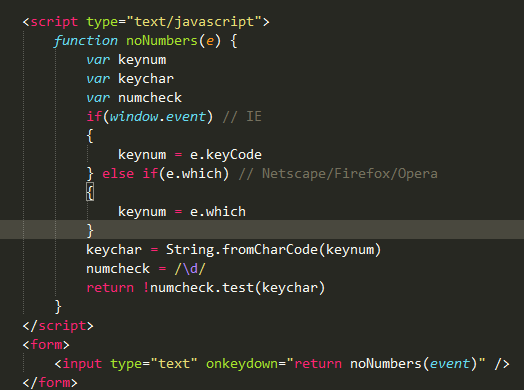 <script type="text/javascript">
function noNumbers(e) {
var keynum
var keychar
var numcheck
if(window.event) // IE
{
keynum = e.keyCode
} else if(e.which) // Netscape/Firefox/Opera
{
keynum = e.which
}
keychar = String.fromCharCode(keynum)
numcheck = /\d/
return !numcheck.test(keychar)
}
</script>
<form>
<input type="text" onkeydown="return noNumbers(event)" />
</form>